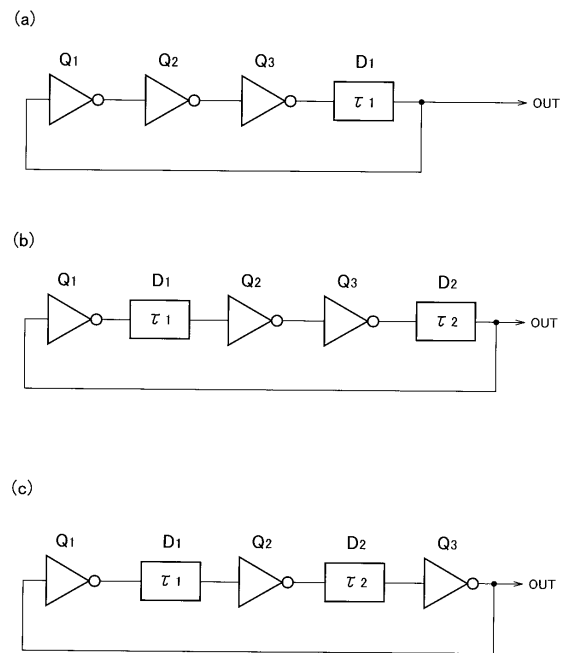 (a)
Q1 Q2 Q3 D1
τ1 OUT
(b)
Q1 D1 Q2 Q3 D2
τ1 τ2 OUT
(c)
Q1 D1 Q2 D2 Q3
τ1 τ2 OUT